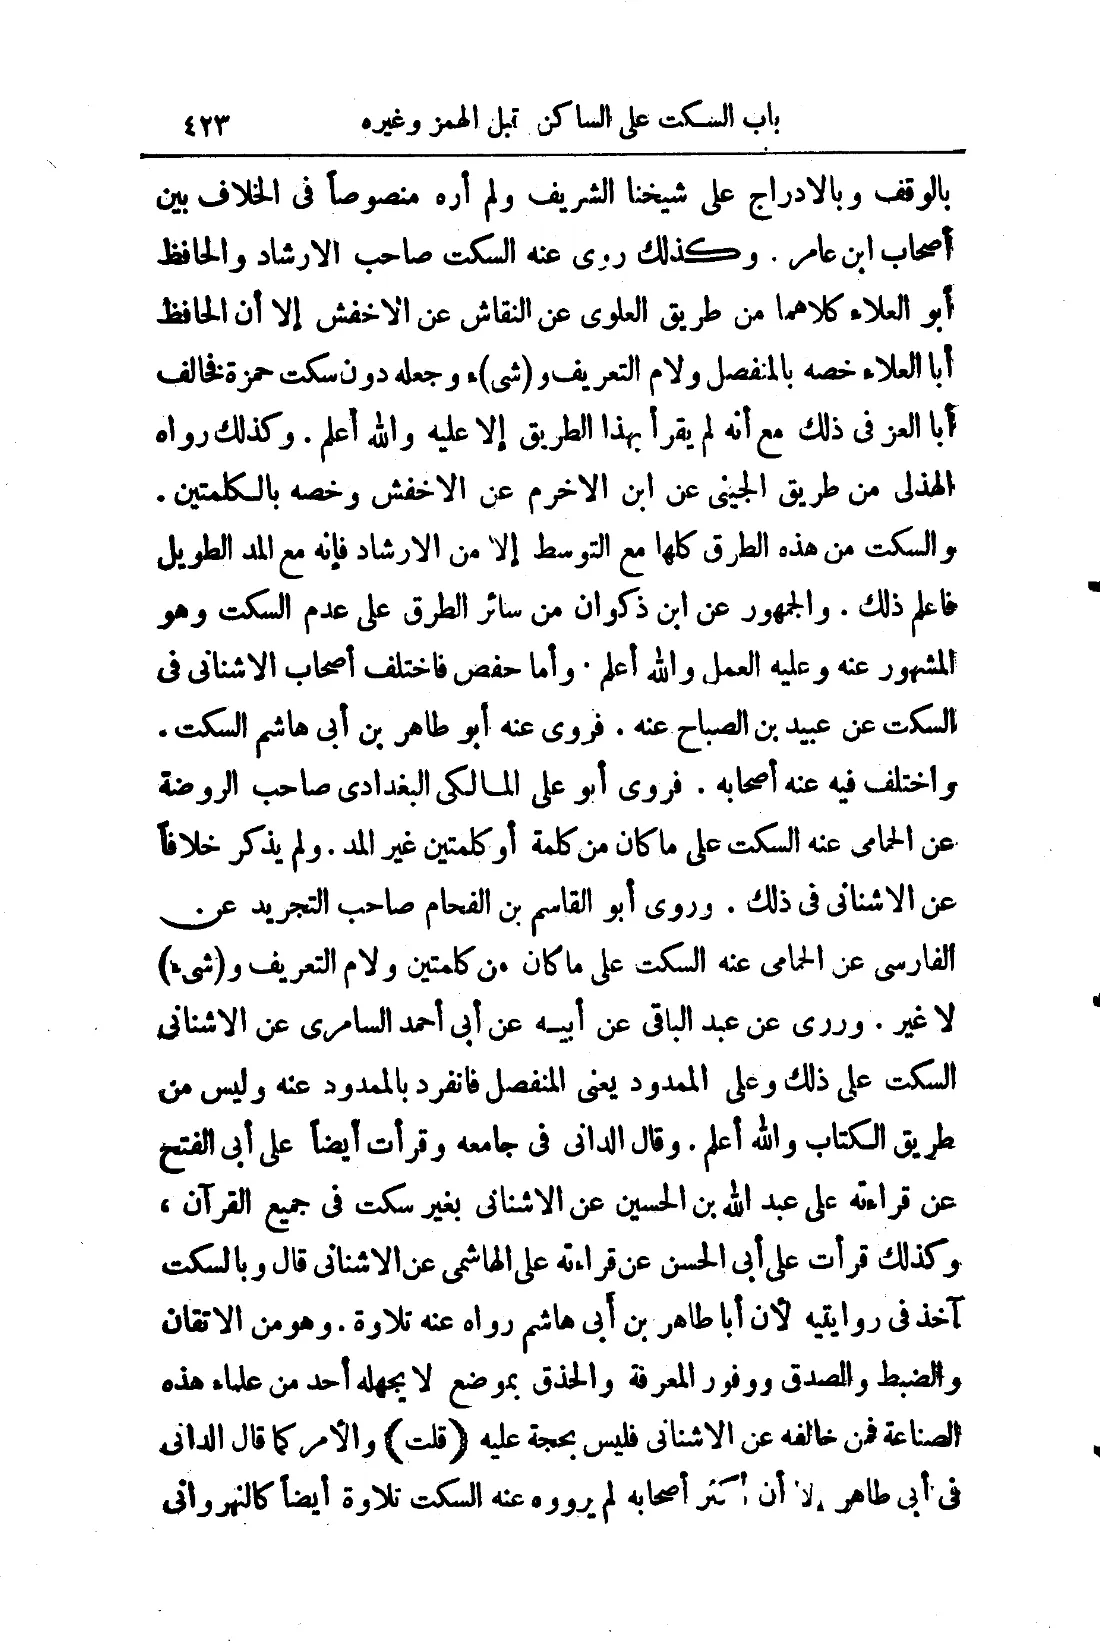 باب السكت على الساكن قبل الهمز وغيره ٤٢٣
بالوقف وبالادراج على شيخنا الشريف ولم أره منصوصاً فى الخلاف بين
أصحاب ابن عامر . وكذلك روى عنه السكت صاحب الارشاد والحافظ
أبو العلاء كلاهما من طريق العلوى عن النقاش عن الاخفش إلا أن الحافظ
أبا العلاء خصه بالمنفصل ولام التعريف و (شىء) وجعله دون سكت حمزة فخالف
أبا العز فى ذلك مع أنه لم يقرأ بهذا الطريق إلا عليه والله أعلم . وكذلك رواه
الهذلى من طريق الجبنى عن ابن الاخرم عن الاخفش وخصه بالكلمتين .
والسكت من هذه الطرق كلها مع التوسط إلا من الارشاد فإنه مع المد الطويل
فاعلم ذلك . والجمهور عن ابن ذكوان من سائر الطرق على عدم السكت وهو
المشهور عنه وعليه العمل والله أعلم . وأما حفص فاختلف أصحاب الاشنانى فى
السكت عن عبيد بن الصباح عنه . فروى عنه أبو طاهر بن أبى هاشم السكت .
واختلف فيه عنه أصحابه . فروى أبو على المالكى البغدادى صاحب الروضة
عن الحمامى عنه السكت على ماكان من كلمة أو كلمتين غير المد . ولم يذكر خلافاً
عن الاشنانى فى ذلك . وروى أبو القاسم بن الفحام صاحب التجريد عن
الفارسى عن الحمامى عنه السكت على ماكان من كلمتين ولام التعريف و (شىء)
لا غير . وروى عن عبد الباقى عن أبيه عن أبى أحمد السامرى عن الاشنانى
السكت على ذلك وعلى الممدود يعنى المنفصل فانفرد بالممدود عنه وليس من
طريق الكتاب والله أعلم . وقال الدانى فى جامعه وقرأت أيضاً على أبى الفتح
عن قراءته على عبد الله بن الحسين عن الاشنانى بغير سكت فى جميع القرآن ،
وكذلك قرأت على أبى الحسن عن قراءته على الهاشمى عن الاشنانى قال وبالسكت
آخذ فى روايتيه لأن أبا طاهر بن أبى هاشم رواه عنه تلاوة . وهو من الاتقان
والضبط والصدق ووفور المعرفة والحذق بموضع لا يجهله أحد من علماء هذه
الصناعة فمن خالفه عن الاشنانى فليس بحجة عليه (قلت) والأمر كما قال الدانى
فى أبى طاهر إلا أن أكثر أصحابه لم يرووه عنه السكت تلاوة أيضاً كالنهروانى